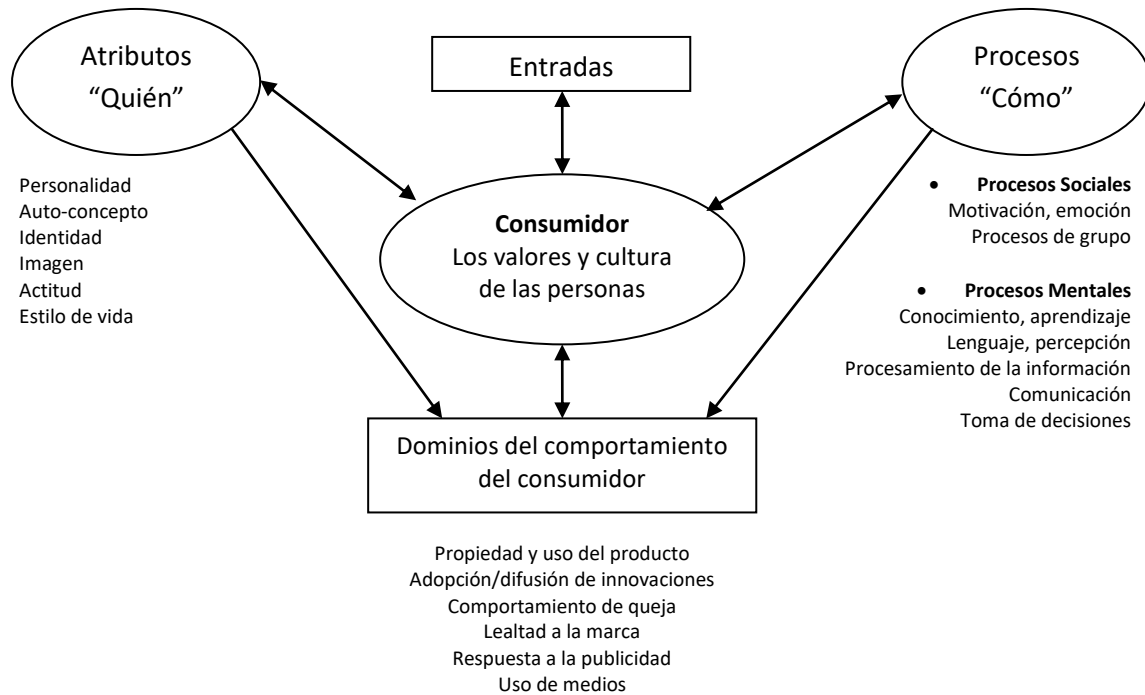 Atributos
“Quién”
Entradas
Procesos
“Cómo”
Personalidad
Auto-concepto
Identidad
Imagen
Actitud
Estilo de vida
Consumidor
Los valores y cultura
de las personas
• Procesos Sociales
Motivación, emoción
Procesos de grupo
• Procesos Mentales
Conocimiento, aprendizaje
Lenguaje, percepción
Procesamiento de la información
Comunicación
Toma de decisiones
Dominios del comportamiento
del consumidor
Propiedad y uso del producto
Adopción/difusión de innovaciones
Comportamiento de queja
Lealtad a la marca
Respuesta a la publicidad
Uso de medios